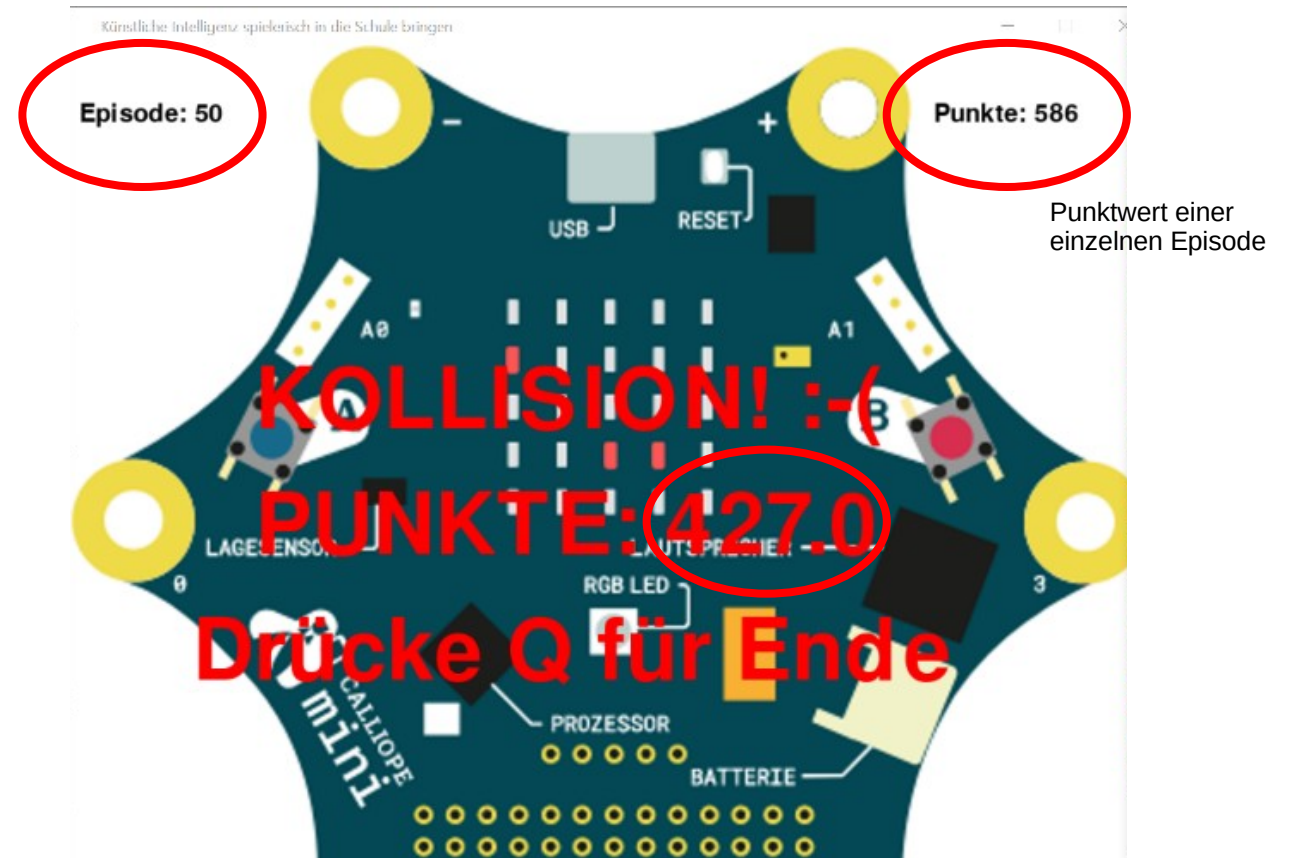 Künstliche Intelligenz spielerisch in die Schule bringen
Episode: 50
Punkte: 586
Punktwert einer
einzelnen Episode
− +
USB
RESET
A0
A1
KOLLISION! :-(
A
B
PUNKTE: 427.0
LAGESENSOR
LAUTSPRECHER
0
3
RGB LED
Drücke Q für Ende
CALLIOPE
mini
PROZESSOR
BATTERIE